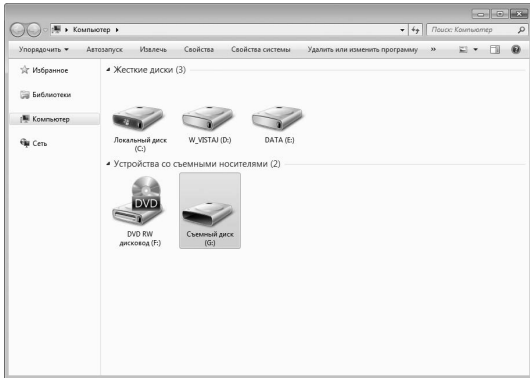 Компьютер
Поиск: Компьютер
Упорядочить Автозапуск Извлечь Свойства Свойства системы Удалить или изменить программу »
Избранное
Библиотеки
Компьютер
Сеть
Жесткие диски (3)
Локальный диск
(C:)
W_VISTAJ (D:)
DATA (E:)
Устройства со съемными носителями (2)
DVD
DVD RW
дисковод (F:)
Съемный диск
(G:)